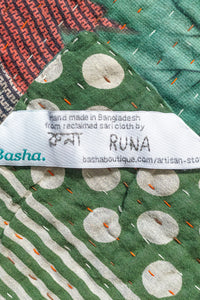 Hand made in Bangladesh
from reclaimed sari cloth by
রুনা RUNA
Basha.
bashaboutique.com/artisan-sto